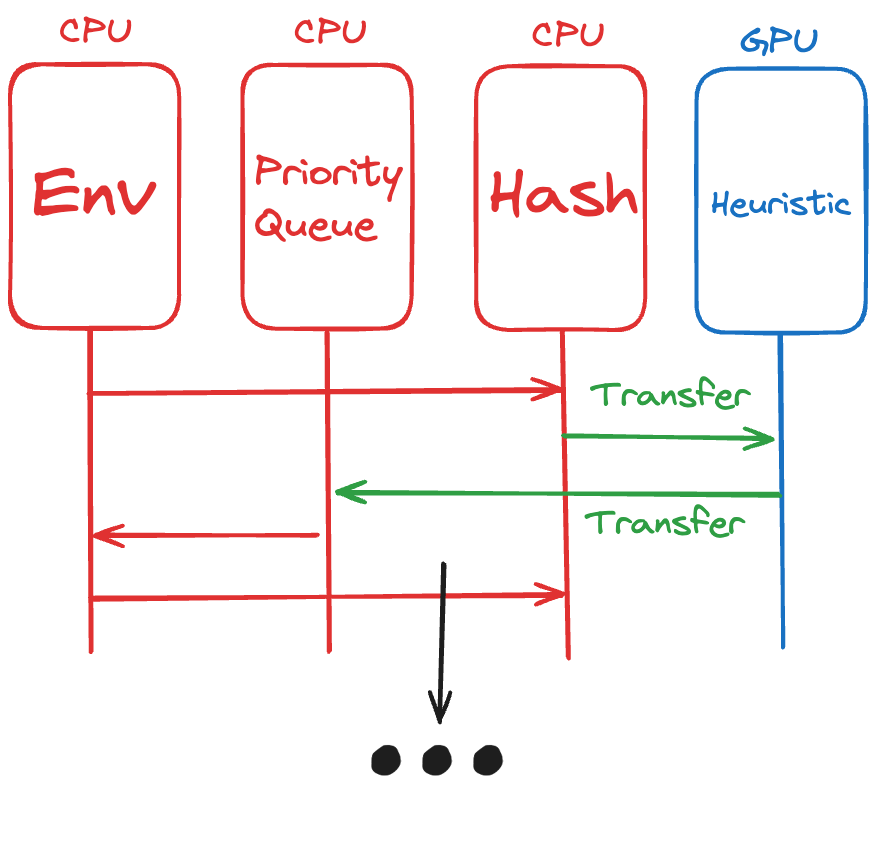 CPU
CPU
CPU
GPU
Env
Priority
Queue
Hash
Heuristic
Transfer
Transfer